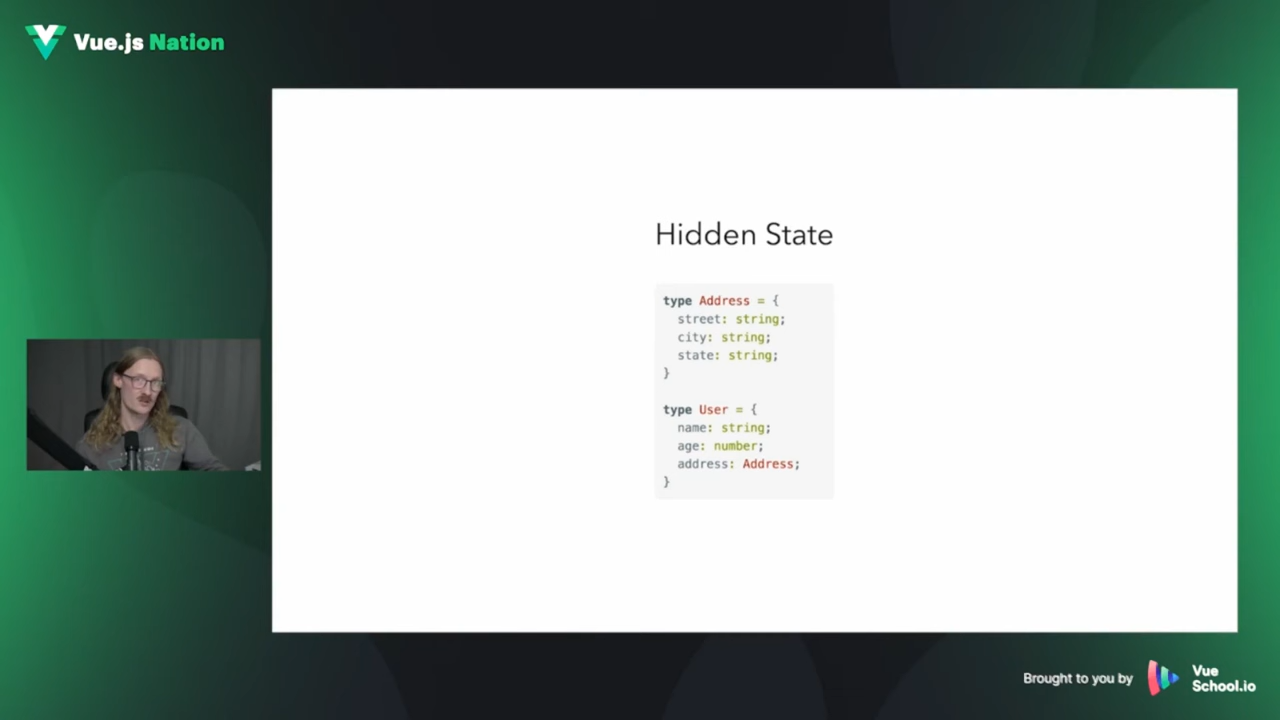 Vue.js Nation
Hidden State
type Address = {
  street: string;
  city: string;
  state: string;
}
type User = {
  name: string;
  age: number;
  address: Address;
}
Brought to you by
Vue
School.io